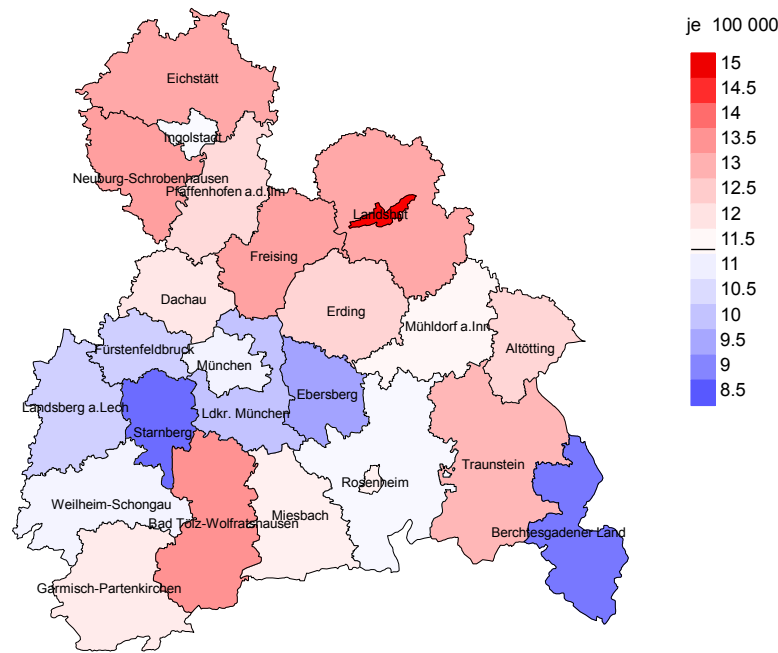 je 100 000
15
14.5
14
13.5
13
12.5
12
11.5
11
10.5
10
9.5
9
8.5
Eichstätt
Ingolstadt
Neuburg-Schrobenhausen
Pfaffenhofen a.d.Ilm
Landshut
Freising
Dachau
Erding
Mühldorf a.Inn
Altötting
Fürstenfeldbruck
München
Ebersberg
Landsberg a.Lech
Ldkr. München
Starnberg
Traunstein
Rosenheim
Weilheim-Schongau
Miesbach
Bad Tölz-Wolfratshausen
Berchtesgadener Land
Garmisch-Partenkirchen